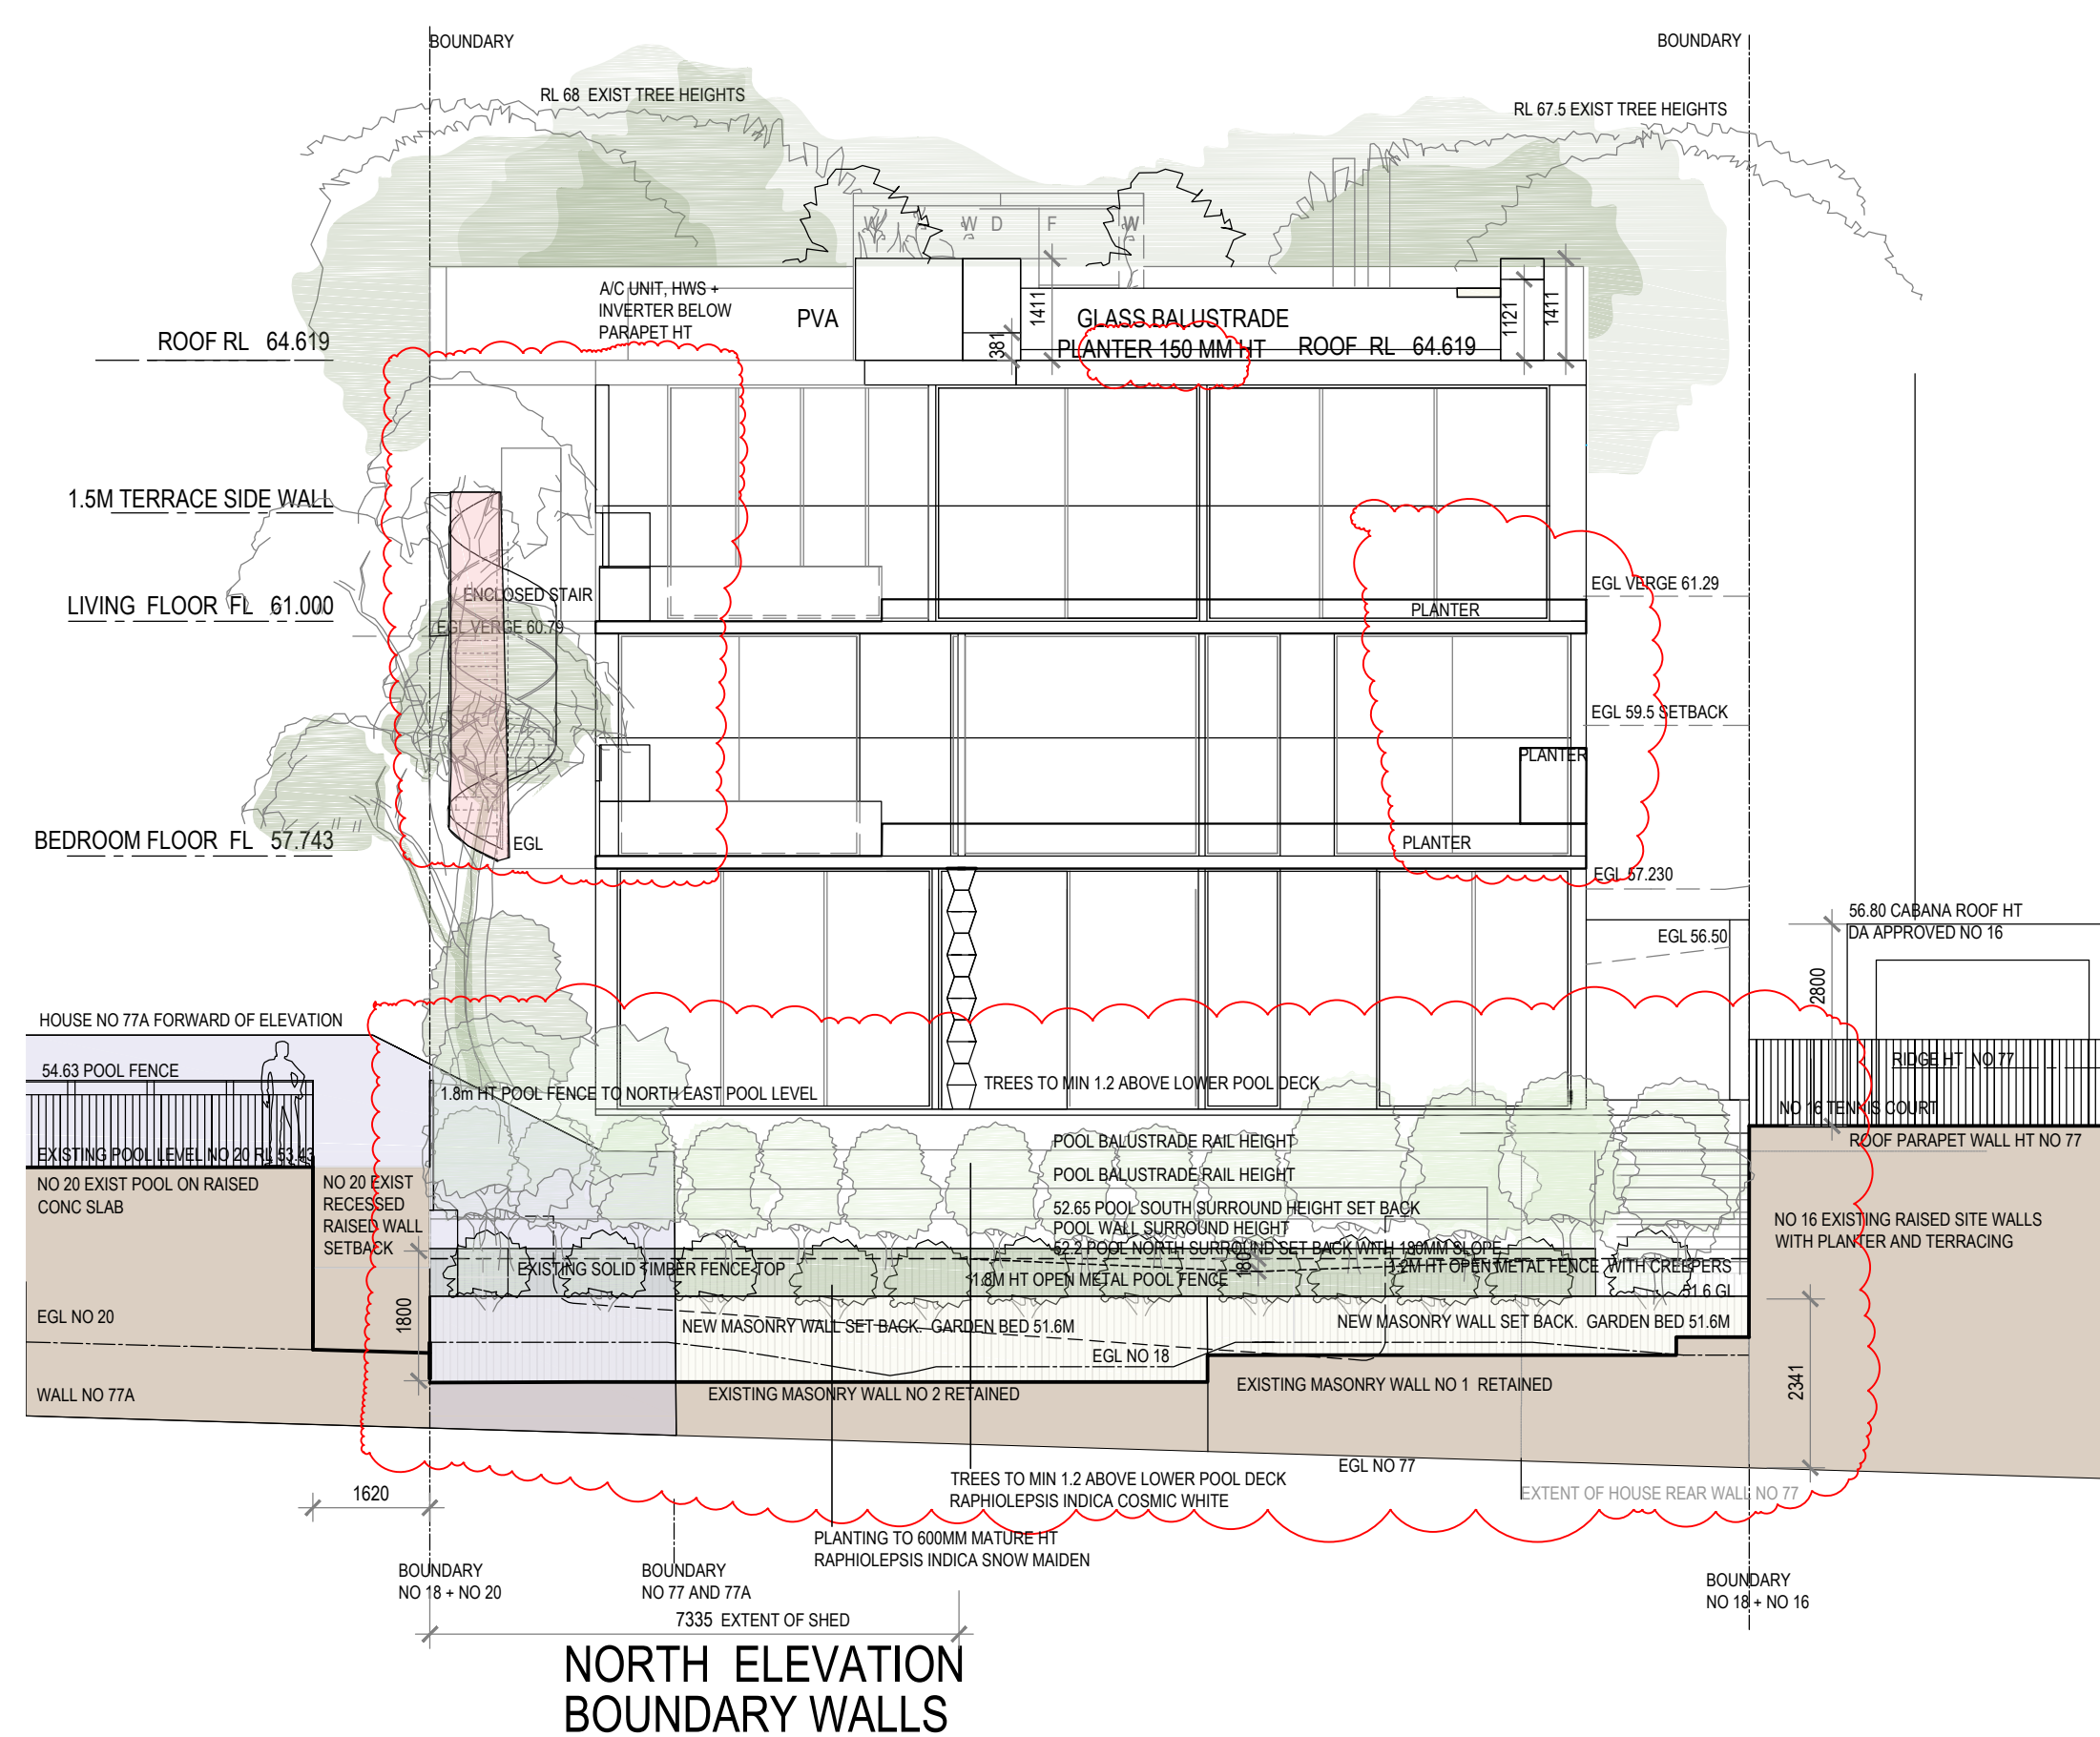 BOUNDARY
BOUNDARY
RL 68 EXIST TREE HEIGHTS
RL 67.5 EXIST TREE HEIGHTS
W
W D F W
A/C UNIT, HWS +
INVERTER BELOW
PARAPET HT
PVA
1411
381
GLASS BALUSTRADE
PLANTER 150 MM HT
ROOF RL 64.619
1121
1411
ROOF RL 64.619
1.5M TERRACE SIDE WALL
LIVING FLOOR FL 61.000
ENCLOSED STAIR
EGL VERGE 60.79
EGL VERGE 61.29
PLANTER
EGL 59.5 SETBACK
PLANTER
BEDROOM FLOOR FL 57.743
EGL
PLANTER
EGL 57.230
EGL 56.50
56.80 CABANA ROOF HT
DA APPROVED NO 16
2800
HOUSE NO 77A FORWARD OF ELEVATION
54.63 POOL FENCE
1.8m HT POOL FENCE TO NORTH EAST POOL LEVEL
TREES TO MIN 1.2 ABOVE LOWER POOL DECK
RIDGE HT NO 77
NO 16 TENNIS COURT
ROOF PARAPET WALL HT NO 77
EXISTING POOL LEVEL NO 20 RL 53.43
POOL BALUSTRADE RAIL HEIGHT
POOL BALUSTRADE RAIL HEIGHT
NO 20 EXIST POOL ON RAISED
CONC SLAB
NO 20 EXIST
RECESSED
RAISED WALL
SETBACK
52.65 POOL SOUTH SURROUND HEIGHT SET BACK
POOL WALL SURROUND HEIGHT
52.2 POOL NORTH SURROUND SET BACK WITH 180MM SLOPE
NO 16 EXISTING RAISED SITE WALLS
WITH PLANTER AND TERRACING
EXISTING SOLID TIMBER FENCE TOP
1.8M HT OPEN METAL POOL FENCE
180
1.2M HT OPEN METAL FENCE WITH CREEPERS
51.6 GL
EGL NO 20
1800
NEW MASONRY WALL SET BACK. GARDEN BED 51.6M
NEW MASONRY WALL SET BACK. GARDEN BED 51.6M
EGL NO 18
WALL NO 77A
EXISTING MASONRY WALL NO 2 RETAINED
EXISTING MASONRY WALL NO 1 RETAINED
2341
EGL NO 77
TREES TO MIN 1.2 ABOVE LOWER POOL DECK
RAPHIOLEPSIS INDICA COSMIC WHITE
EXTENT OF HOUSE REAR WALL NO 77
1620
PLANTING TO 600MM MATURE HT
RAPHIOLEPSIS INDICA SNOW MAIDEN
BOUNDARY
NO 18 + NO 20
BOUNDARY
NO 77 AND 77A
BOUNDARY
NO 18 + NO 16
7335 EXTENT OF SHED
NORTH ELEVATION
BOUNDARY WALLS